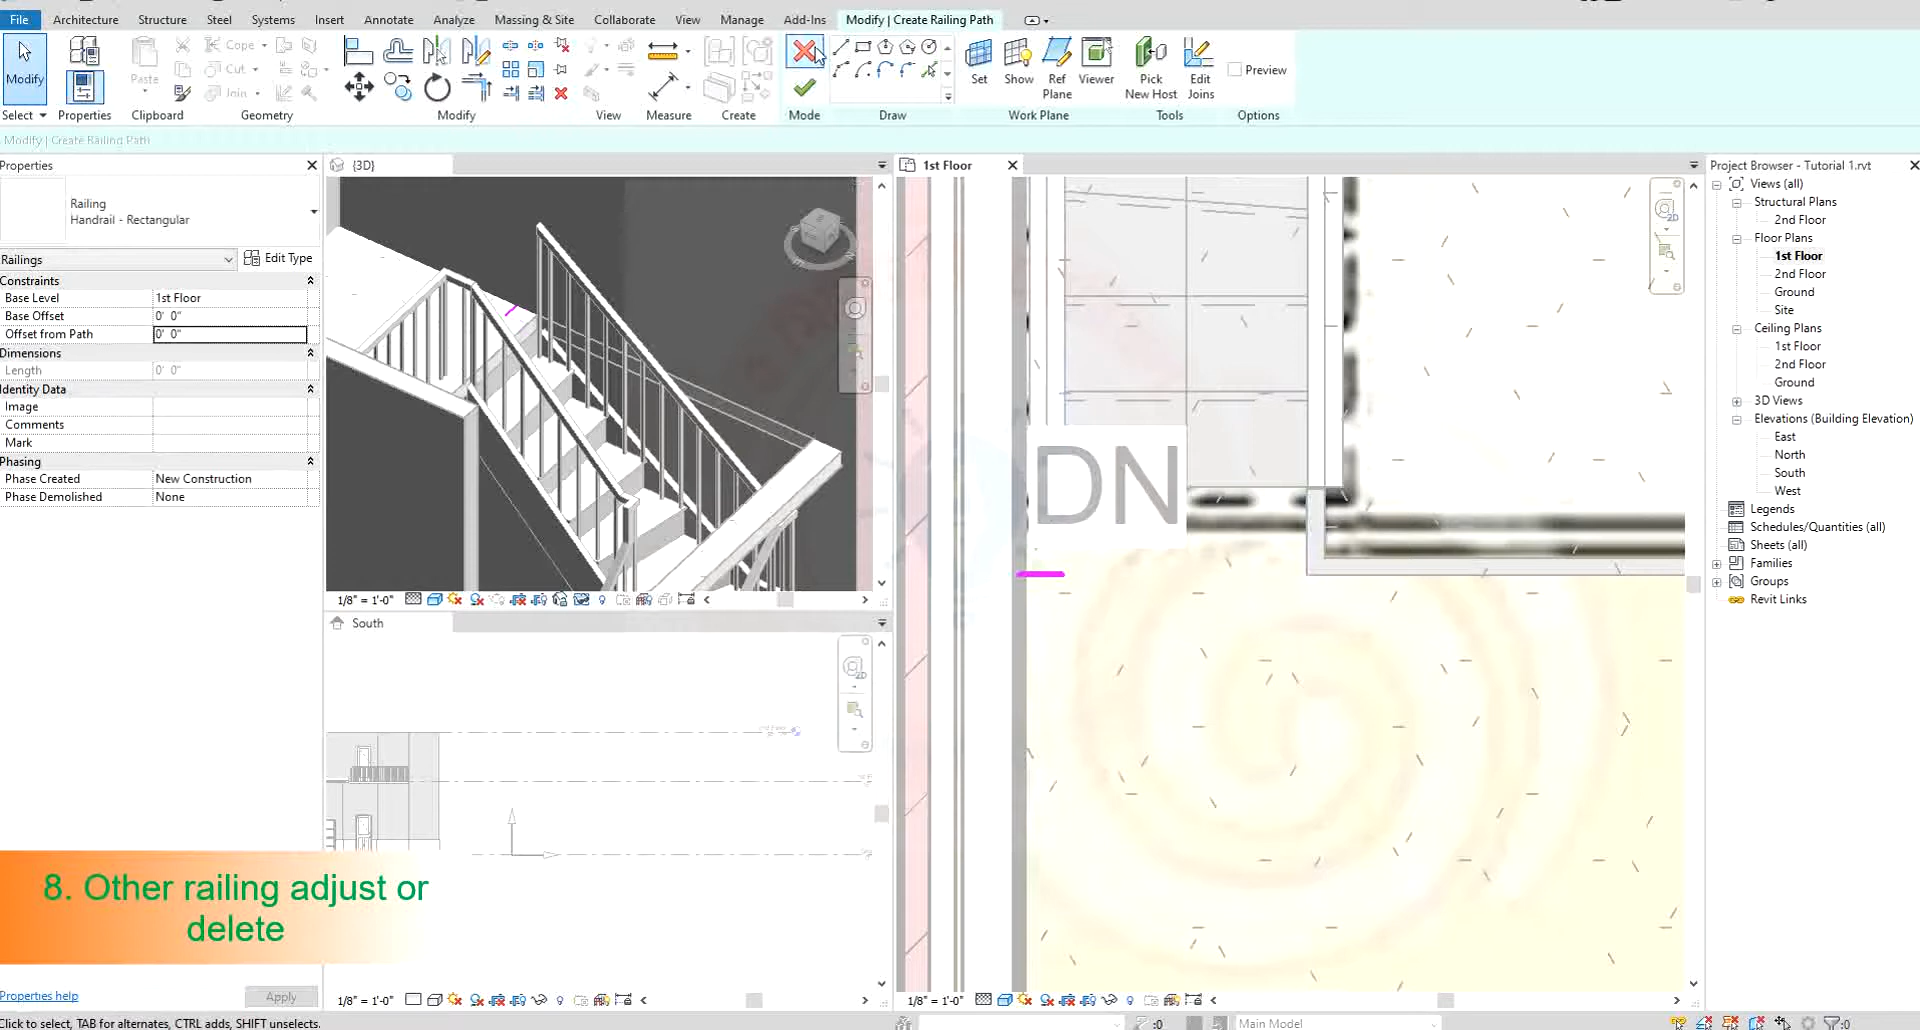 File Architecture Structure Steel Systems Insert Annotate Analyze Massing & Site Collaborate View Manage Add-Ins Modify | Create Railing Path
Modify
Paste
Cope
Cut
Join
Set Show Ref Plane Viewer Pick New Host Edit Joins Preview
Select Properties Clipboard Geometry Modify View Measure Create Mode Draw Work Plane Tools Options
Modify | Create Railing Path
Properties
Railing
Handrail - Rectangular
Railings Edit Type
Constraints
Base Level 1st Floor
Base Offset 0' 0"
Offset from Path 0' 0"
Dimensions
Length 0' 0"
Identity Data
Image
Comments
Mark
Phasing
Phase Created New Construction
Phase Demolished None
8. Other railing adjust or
delete
Properties help Apply
{3D}
1/8" = 1'-0"
South
1/8" = 1'-0"
1st Floor
DN
2D
1/8" = 1'-0"
Project Browser - Tutorial 1.rvt
Views (all)
Structural Plans
2nd Floor
Floor Plans
1st Floor
2nd Floor
Ground
Site
Ceiling Plans
1st Floor
2nd Floor
Ground
3D Views
Elevations (Building Elevation)
East
North
South
West
Legends
Schedules/Quantities (all)
Sheets (all)
Families
Groups
Revit Links
Click to select, TAB for alternates, CTRL adds, SHIFT unselects. :0 Main Model :0